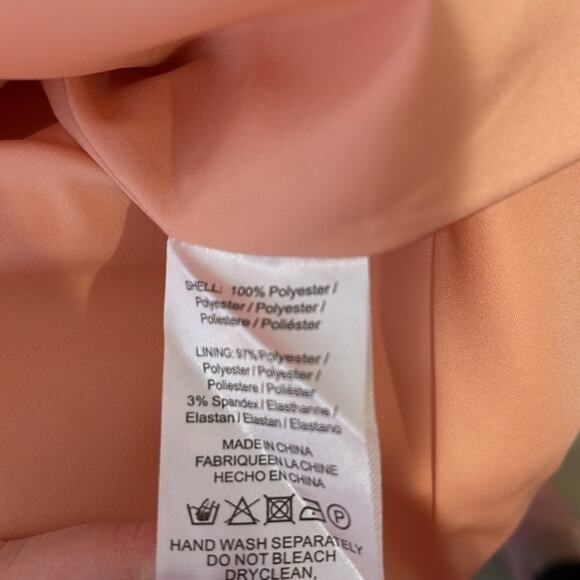 SHELL: 100% Polyester /
Polyester / Polyester /
Poliestere / Poliéster
LINING: 97% Polyester /
Polyester / Polyester /
Poliestere / Poliéster
3% Spandex / Elasthanne /
Elastan / Elastan / Elastano
MADE IN CHINA
FABRIQUE EN LA CHINE
HECHO EN CHINA
P
HAND WASH SEPARATELY
DO NOT BLEACH
DRYCLEAN,